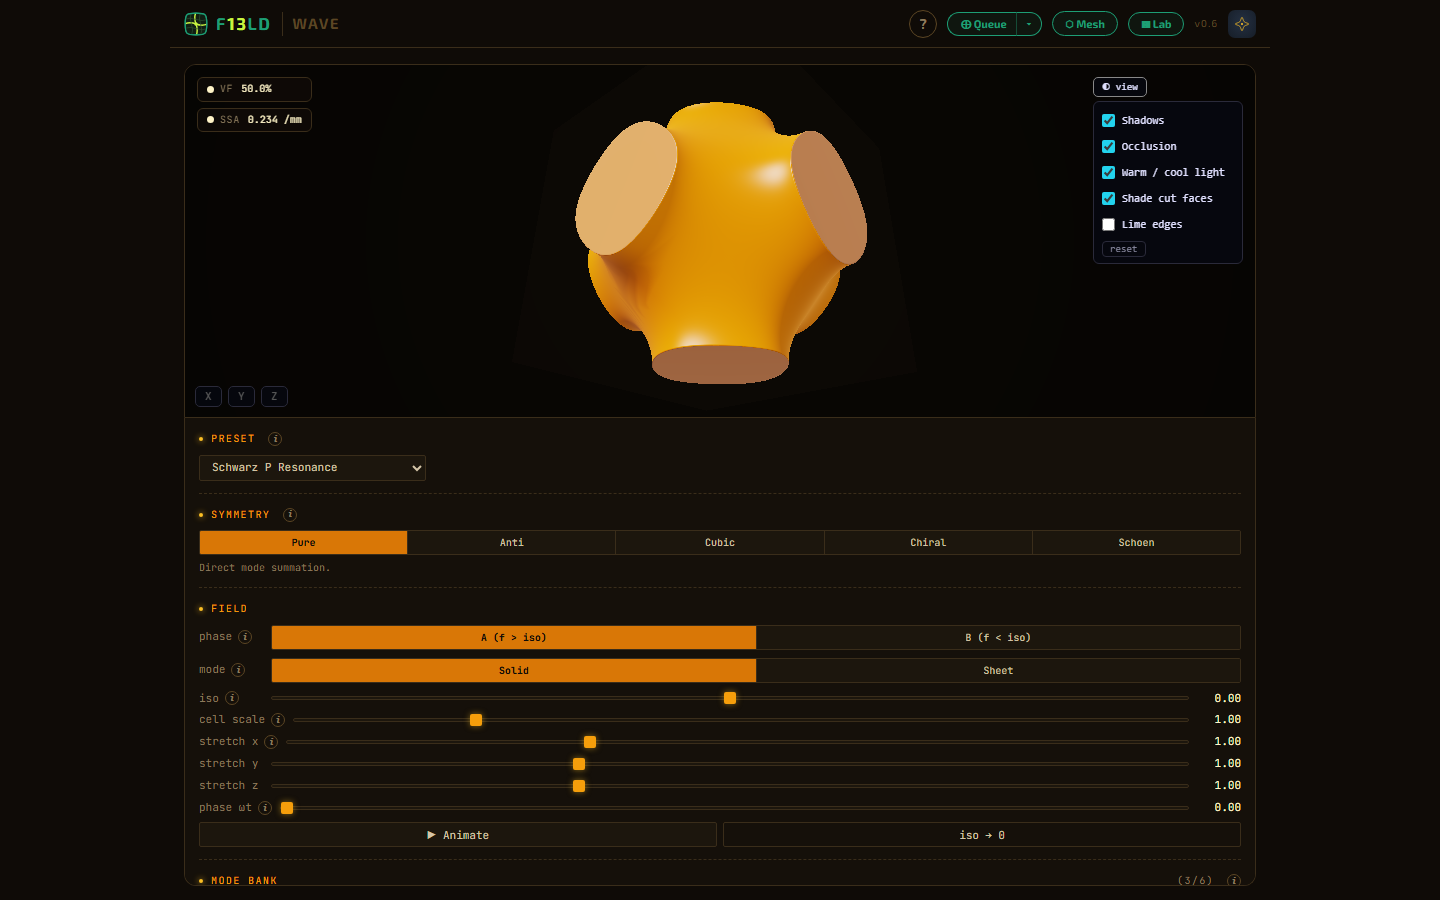 F13LD WAVE
? Queue Mesh Lab v0.6
VF 50.0%
SSA 0.234 /mm
view
Shadows
Occlusion
Warm / cool light
Shade cut faces
Lime edges
reset
X Y Z
PRESET i
Schwarz P Resonance
SYMMETRY i
Pure Anti Cubic Chiral Schoen
Direct mode summation.
FIELD
phase i A (f > iso) B (f < iso)
mode i Solid Sheet
iso i 0.00
cell scale i 1.00
stretch x i 1.00
stretch y 1.00
stretch z 1.00
phase ωt i 0.00
▶ Animate iso → 0
MODE BANK (3/6) i